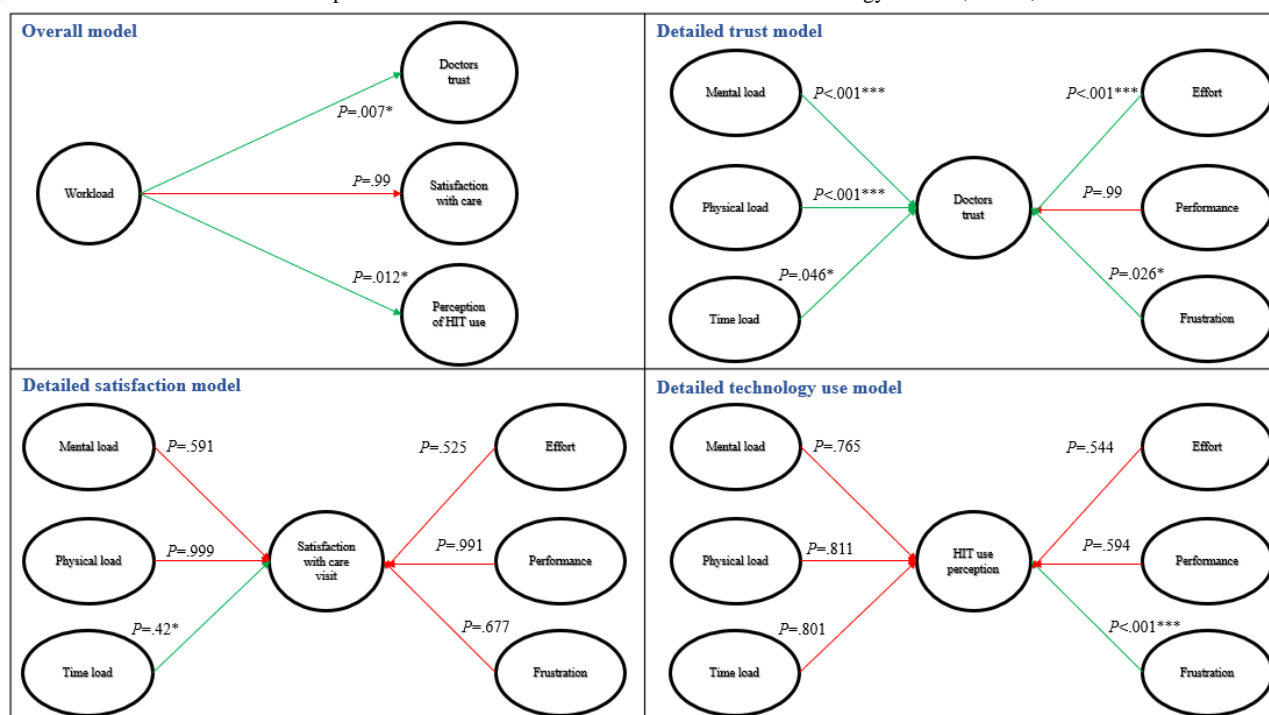 Overall model
Doctors
trust
P=.007*
Workload
P=.99
Satisfaction
with care
P=.012*
Perception
of HIT use
Detailed trust model
Mental load
P<.001***
P<.001***
Effort
Physical load
P<.001***
Doctors
trust
P=.99
Performance
Time load
P=.046*
P=.026*
Frustration
Detailed satisfaction model
Mental load
P=.591
P=.525
Effort
Physical load
P=.999
Satisfaction
with care
visit
P=.991
Performance
Time load
P=.42*
P=.677
Frustration
Detailed technology use model
Mental load
P=.765
P=.544
Effort
Physical load
P=.811
HIT use
perception
P=.594
Performance
Time load
P=.801
P<.001***
Frustration